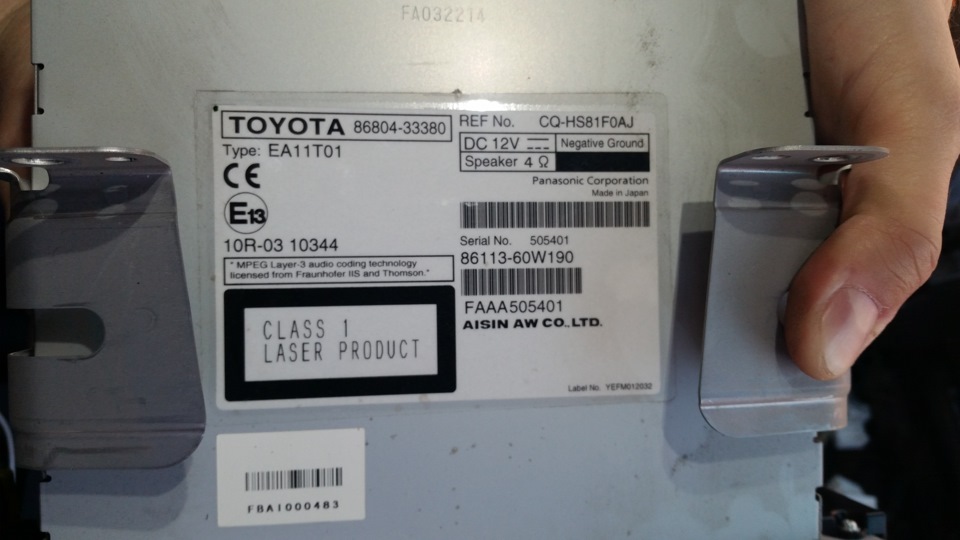 FA032214
TOYOTA 86804-33380
Type: EA11T01
CE
E13
10R-03 10344
" MPEG Layer-3 audio coding technology
licensed from Fraunhofer IIS and Thomson."
CLASS 1
LASER PRODUCT
REF No. CQ-HS81F0AJ
DC 12V Negative Ground
Speaker 4 Ω
Panasonic Corporation
Made in Japan
Serial No. 505401
86113-60W190
FAAA505401
AISIN AW CO.,LTD.
Label No. YEFM012032
FBA1000483